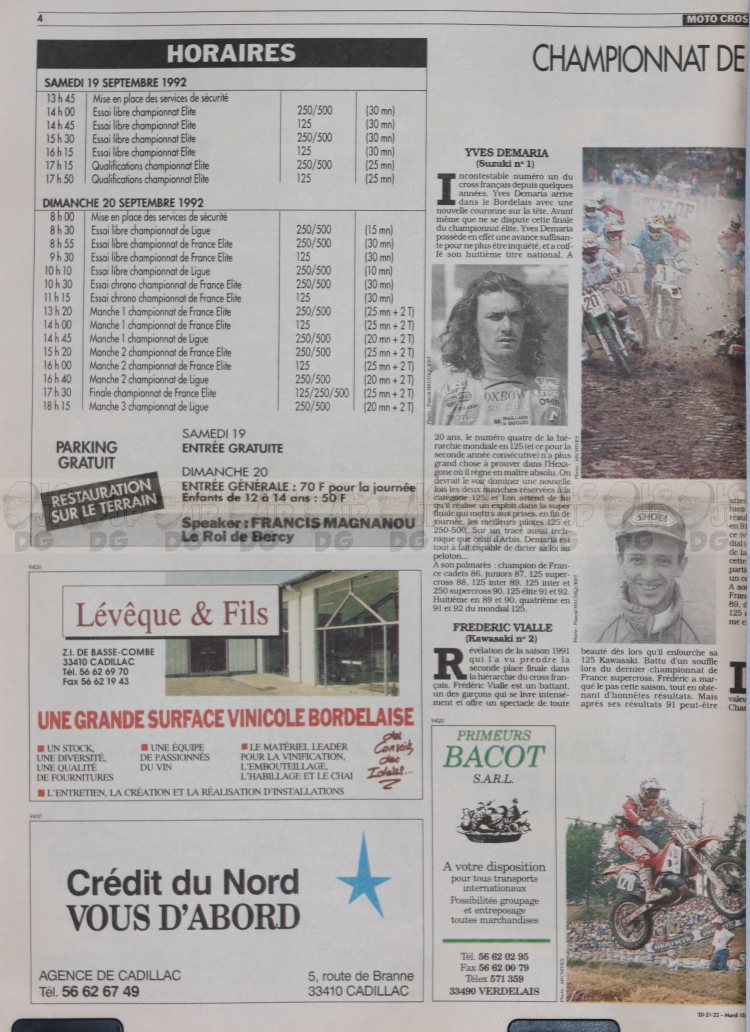 4
MOTO CROS
HORAIRES
SAMEDI 19 SEPTEMBRE 1992
13 h 45 Mise en place des services de sécurité
14 h 00 Essai libre championnat Elite 250/500 (30 mn)
14 h 45 Essai libre championnat Elite 125 (30 mn)
15 h 30 Essai libre championnat Elite 250/500 (30 mn)
16 h 15 Essai libre championnat Elite 125 (30 mn)
17 h 15 Qualifications championnat Elite 250/500 (25 mn)
17 h 50 Qualifications championnat Elite 125 (25 mn)
DIMANCHE 20 SEPTEMBRE 1992
8 h 00 Mise en place des services de sécurité
8 h 30 Essai libre championnat de Ligue 250/500 (15 mn)
8 h 55 Essai libre championnat de France Elite 250/500 (30 mn)
9 h 30 Essai libre championnat de France Elite 125 (30 mn)
10 h 10 Essai libre championnat de Ligue 250/500 (10 mn)
10 h 30 Essai chrono championnat de France Elite 250/500 (30 mn)
11 h 15 Essai chrono championnat de France Elite 125 (30 mn)
13 h 20 Manche 1 championnat de France Elite 250/500 (25 mn + 2 T)
14 h 00 Manche 1 championnat de France Elite 125 (25 mn + 2 T)
14 h 45 Manche 1 championnat de Ligue 250/500 (20 mn + 2 T)
15 h 20 Manche 2 championnat de France Elite 250/500 (25 mn + 2 T)
16 h 00 Manche 2 championnat de France Elite 125 (25 mn + 2 T)
16 h 40 Manche 2 championnat de Ligue 250/500 (20 mn + 2 T)
17 h 30 Finale championnat de France Elite 125/250/500 (25 mn + 2 T)
18 h 15 Manche 3 championnat de Ligue 250/500 (20 mn + 2 T)
PARKING
GRATUIT
RESTAURATION
SUR LE TERRAIN
SAMEDI 19
ENTRÉE GRATUITE
DIMANCHE 20
ENTRÉE GÉNÉRALE : 70 F pour la journée
Enfants de 12 à 14 ans : 50 F
Speaker : FRANCIS MAGNANOU
Le Roi de Bercy
9423
Lévêque & Fils
Z.I. DE BASSE-COMBE
33410 CADILLAC
Tél. 56 62 69 70
Fax 56 62 19 43
UNE GRANDE SURFACE VINICOLE BORDELAISE
UN STOCK,
UNE DIVERSITÉ,
UNE QUALITÉ
DE FOURNITURES
UNE ÉQUIPE
DE PASSIONNÉS
DU VIN
LE MATÉRIEL LEADER
POUR LA VINIFICATION,
L'EMBOUTEILLAGE,
L'HABILLAGE ET LE CHAI
des
Conseils,
des
Idées...
L'ENTRETIEN, LA CRÉATION ET LA RÉALISATION D'INSTALLATIONS
9410
Crédit du Nord
VOUS D'ABORD
AGENCE DE CADILLAC
Tél. 56 62 67 49
5, route de Branne
33410 CADILLAC
CHAMPIONNAT DE
YVES DEMARIA
(Suzuki n° 1)
Incontestable numéro un du
cross français depuis quelques
années, Yves Demaria arrive
dans le Bordelais avec une
nouvelle couronne sur la tête. Avant
même que ne se dispute cette finale
du championnat élite, Yves Demaria
possède en effet une avance suffisan-
te pour ne plus être inquiété, et a coif-
fé son huitième titre national. A
OXBOW
20 ans, le numéro quatre de la hié-
rarchie mondiale en 125 (et ce pour la
seconde année consécutive) n'a plus
grand chose à prouver dans l'Hexa-
gone où il règne en maître absolu. On
devrait le voir dominer une nouvelle
fois les deux manches réservées à la
catégorie 125, et l'on attend de lui
qu'il réalise un exploit dans la super
finale qui mettra aux prises, en fin de
journée, les meilleurs pilotes 125 et
250-500. Sur un tracé aussi tech-
nique que celui d'Arbis, Demaria est
tout à fait capable de dicter sa loi au
peloton...
A son palmarès : champion de Fran-
ce cadets 86, juniors 87, 125 super-
cross 88, 125 inter 89, 125 inter et
250 supercross 90, 125 élite 91 et 92.
Huitième en 89 et 90, quatrième en
91 et 92 du mondial 125.
FREDERIC VIALLE
(Kawasaki n° 2)
Révélation de la saison 1991
qui l'a vu prendre la
seconde place finale dans
la hiérarchie du cross fran-
çais, Frédéric Vialle est un battant,
un des garçons qui se livre intensé-
ment et offre un spectacle de toute
SHOEI
beauté dès lors qu'il enfourche sa
125 Kawasaki. Battu d'un souffle
lors du dernier championnat de
France supercross, Frédéric a mar-
qué le pas cette saison, tout en obte-
nant d'honnêtes résultats. Mais
après ses résultats 91 peut-être
9420
PRIMEURS
BACOT
S.A.R.L.
A votre disposition
pour tous transports
internationaux
Possibilités groupage
et entreposage
toutes marchandises
Tél. 56 62 02 95
Fax 56 62 00 79
Télex 571 359
33490 VERDELAIS
Photo : ARCHIVES
20-21-22 – Mardi 15